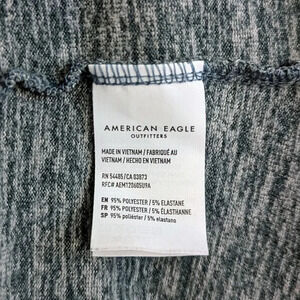 AMERICAN EAGLE
OUTFITTERS
MADE IN VIETNAM / FABRIQUÉ AU
VIETNAM / HECHO EN VIETNAM
RN 54485/CA 03873
RFC# AEM120605U9A
EN 95% POLYESTER / 5% ELASTANE
FR 95% POLYESTER / 5% ÉLASTHANNE
SP 95% poliéster / 5% elastano